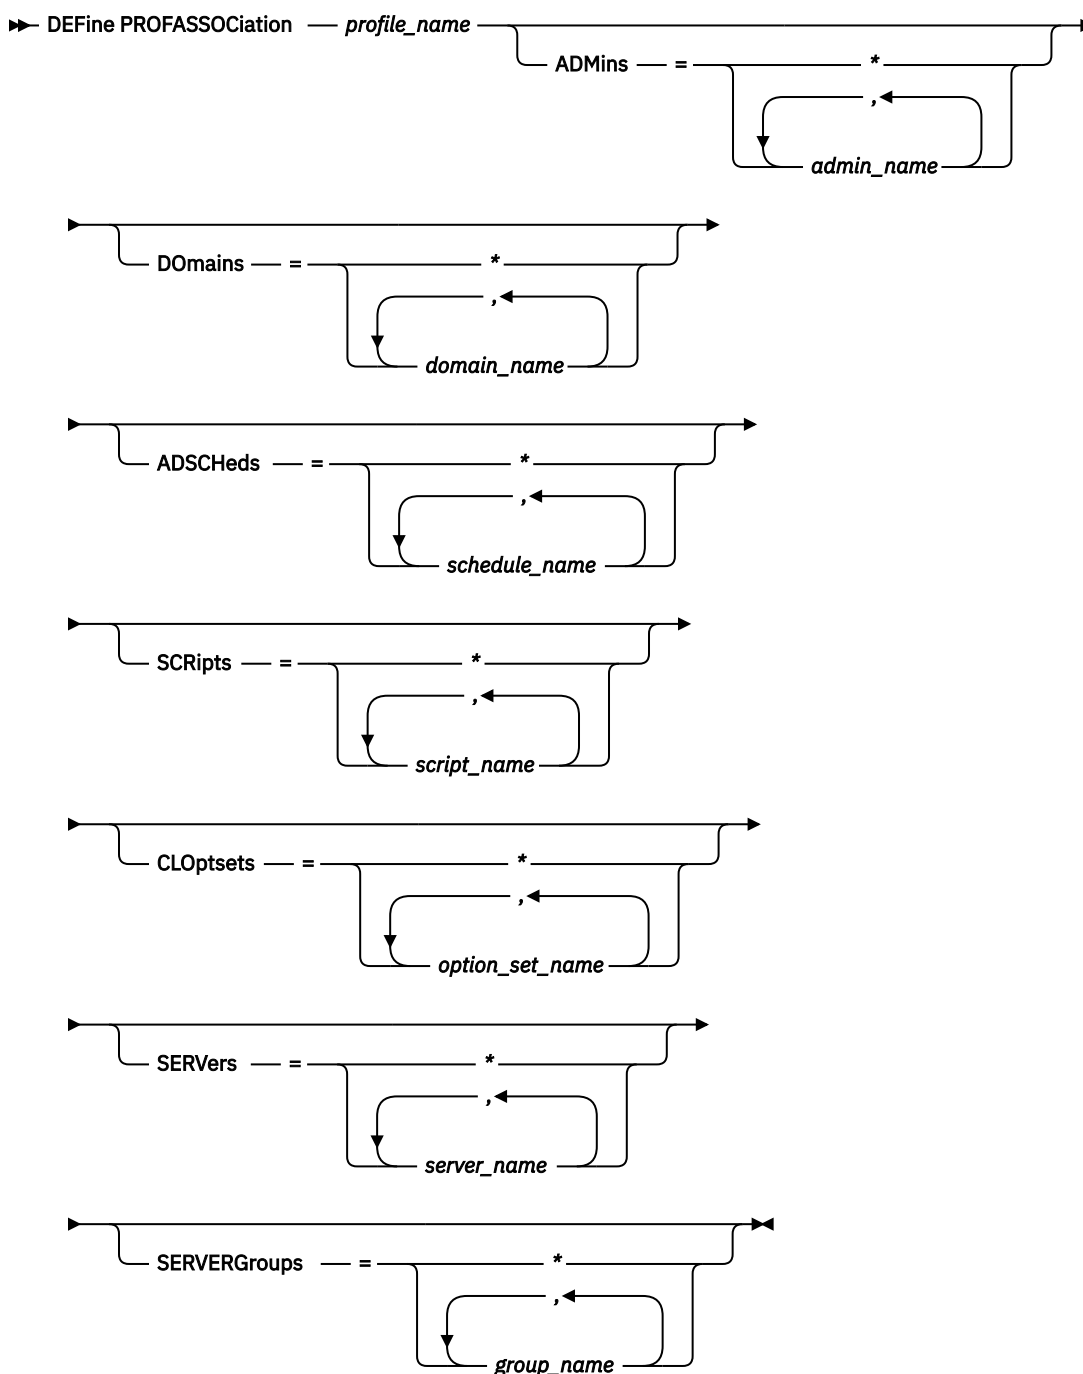 DEFine PROFASSOCiation profile_name
ADMins = *
,
admin_name
DOmains = *
,
domain_name
ADSCHeds = *
,
schedule_name
SCRipts = *
,
script_name
CLOptsets = *
,
option_set_name
SERVers = *
,
server_name
SERVERGroups = *
,
group_name